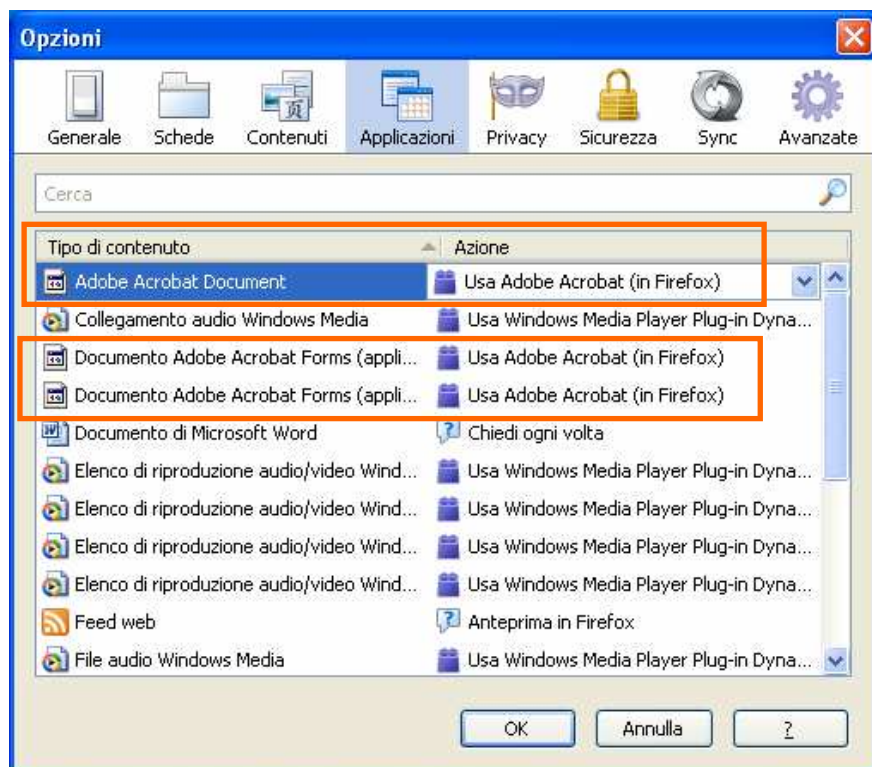 Opzioni
Generale Schede Contenuti Applicazioni Privacy Sicurezza Sync Avanzate
Cerca
Tipo di contenuto Azione
Adobe Acrobat Document Usa Adobe Acrobat (in Firefox)
Collegamento audio Windows Media Usa Windows Media Player Plug-in Dyna...
Documento Adobe Acrobat Forms (appli... Usa Adobe Acrobat (in Firefox)
Documento Adobe Acrobat Forms (appli... Usa Adobe Acrobat (in Firefox)
Documento di Microsoft Word Chiedi ogni volta
Elenco di riproduzione audio/video Wind... Usa Windows Media Player Plug-in Dyna...
Elenco di riproduzione audio/video Wind... Usa Windows Media Player Plug-in Dyna...
Elenco di riproduzione audio/video Wind... Usa Windows Media Player Plug-in Dyna...
Elenco di riproduzione audio/video Wind... Usa Windows Media Player Plug-in Dyna...
Feed web Anteprima in Firefox
File audio Windows Media Usa Windows Media Player Plug-in Dyna...
OK Annulla ?